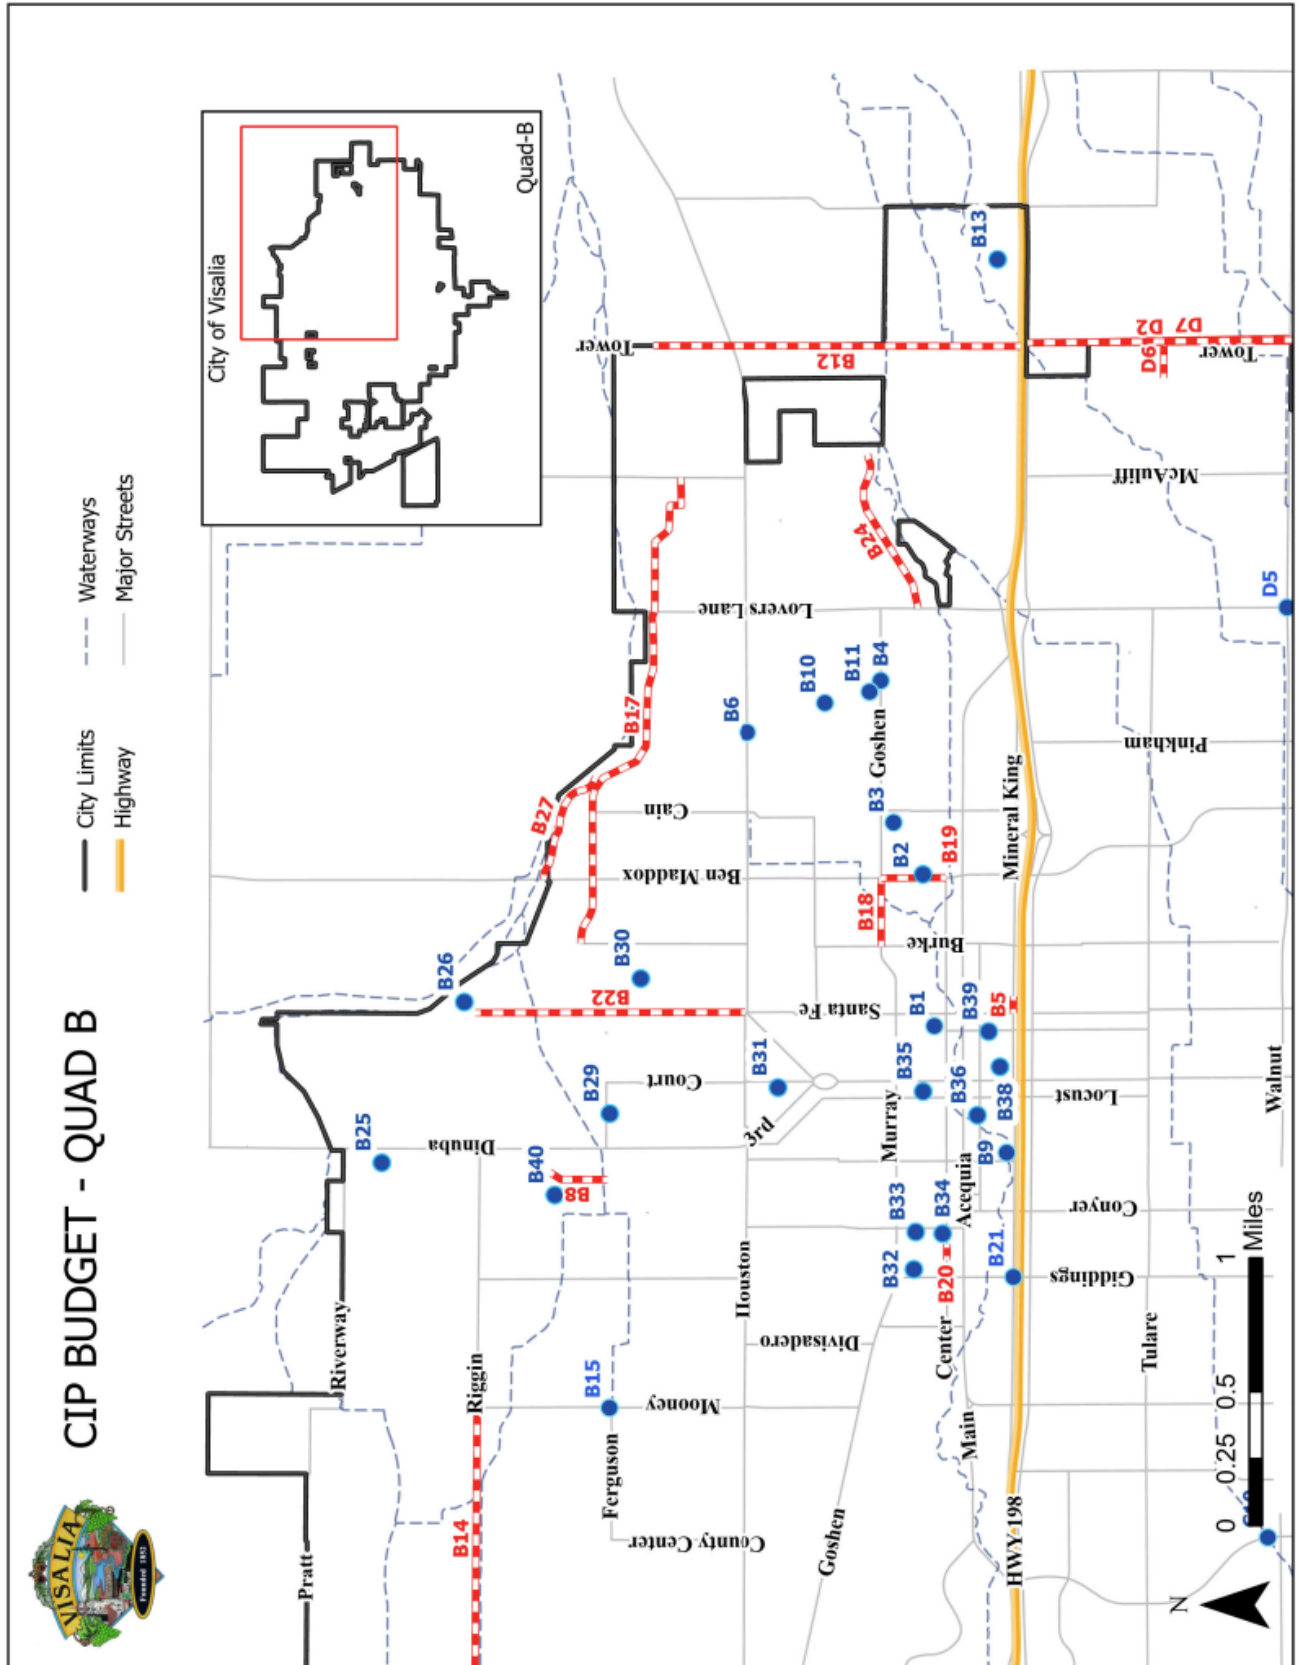 CIP BUDGET - QUAD B
VISALIA
Founded 1852
City Limits
Highway
Waterways
Major Streets
City of Visalia
Quad-B
Pratt
Riverway
B25
B26
Dinuba
Riggin
B14
B40
B8
B27
Ben Maddox
Cain
B17
Tower
Ferguson
B15
Mooney
County Center
B29
Court
B22
B30
Houston
3rd
B31
B6
Lovers Lane
B10
B11
B4
B12
Divisadero
Goshen
Murray
Santa Fe
B18
B3
Goshen
B24
B32
B33
B35
B1
Burke
B2
B19
B20
B34
B36
B39
B5
Center
Main
Acequia
B9
B38
B21
Mineral King
B13
HWY 198
Giddings
Conyer
Locust
Pinkham
McAuliff
D6
D2
D7
Tower
Tulare
Walnut
D5
N
0
0.25
0.5
1
Miles